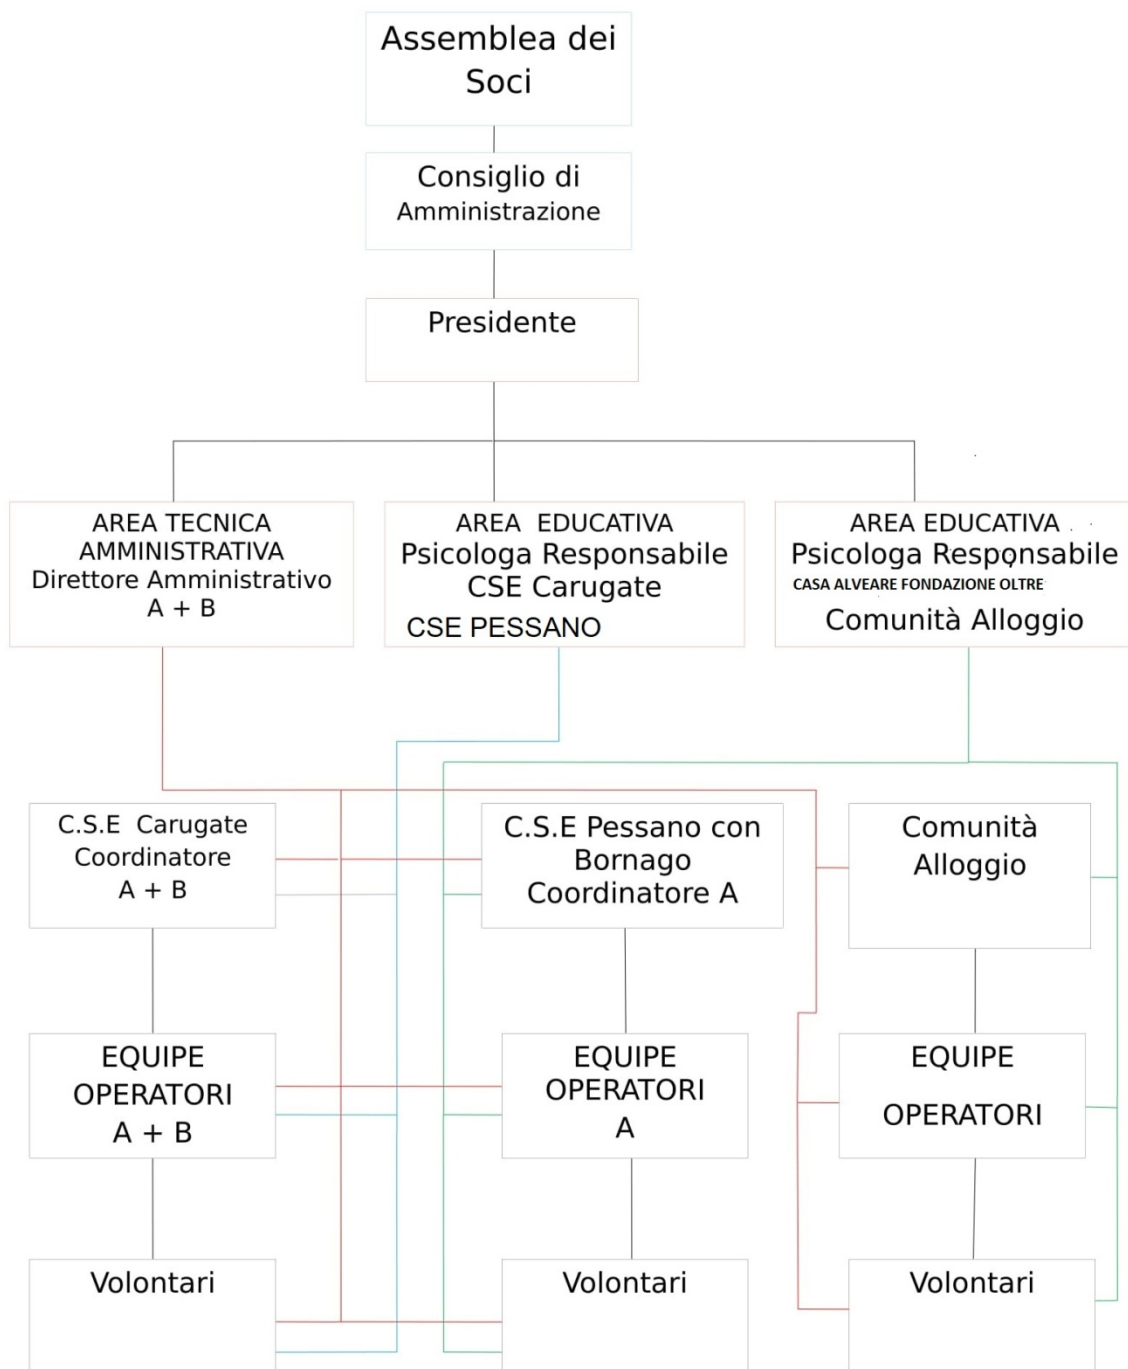 Assemblea dei
Soci
Consiglio di
Amministrazione
Presidente
AREA TECNICA
AMMINISTRATIVA
Direttore Amministrativo
A + B
AREA EDUCATIVA
Psicologa Responsabile
CSE Carugate
CSE PESSANO
AREA EDUCATIVA
Psicologa Responsabile
CASA ALVEARE FONDAZIONE OLTRE
Comunità Alloggio
C.S.E Carugate
Coordinatore
A + B
C.S.E Pessano con
Bornago
Coordinatore A
Comunità
Alloggio
EQUIPE
OPERATORI
A + B
EQUIPE
OPERATORI
A
EQUIPE
OPERATORI
Volontari
Volontari
Volontari